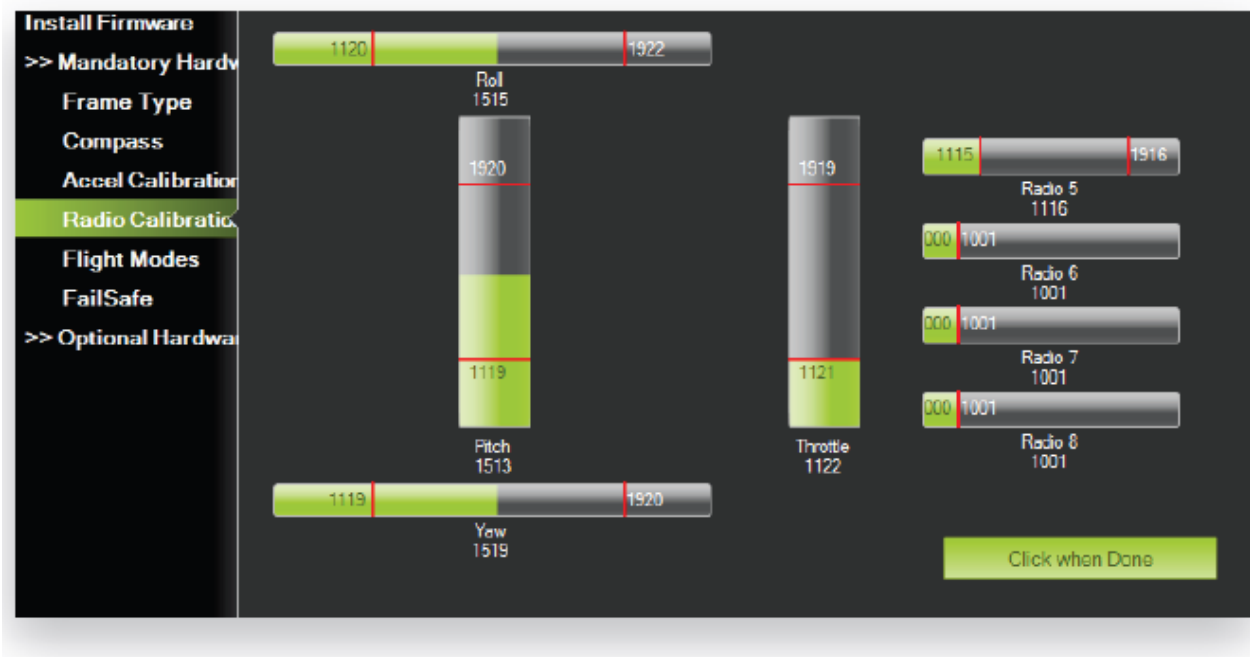 Install Firmware
>> Mandatory Hardw
Frame Type
Compass
Accel Calibration
Radio Calibratio
Flight Modes
FailSafe
>> Optional Hardwar
1120 1922
Roll
1515
1920
1119
Pitch
1513
1919
1121
Throttle
1122
1119 1920
Yaw
1519
1115 1916
Radio 5
1116
000 1001
Radio 6
1001
000 1001
Radio 7
1001
000 1001
Radio 8
1001
Click when Done